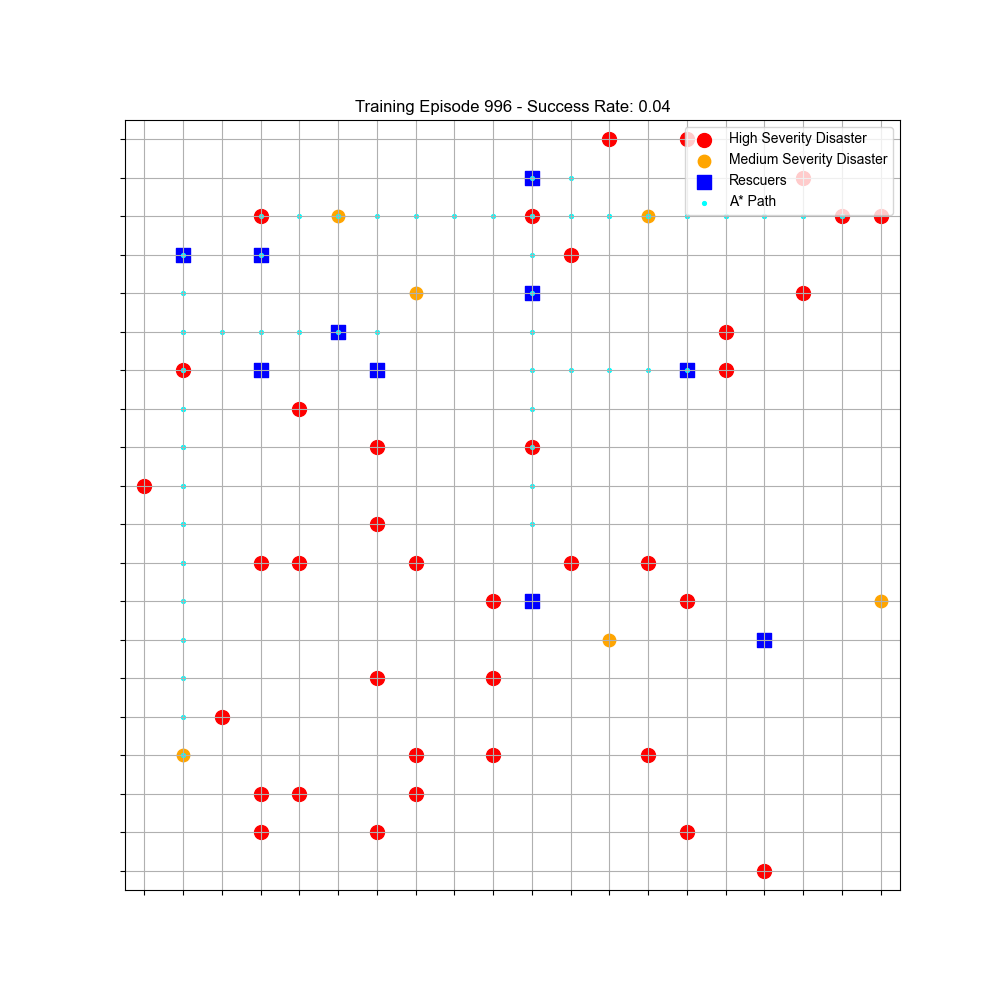 Training Episode 996 - Success Rate: 0.04
High Severity Disaster
Medium Severity Disaster
Rescuers
A* Path